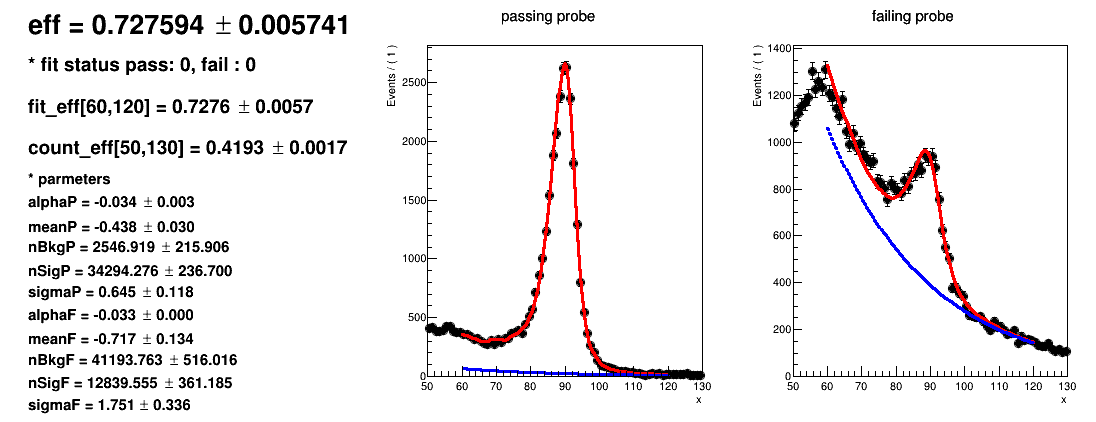 eff = 0.727594 ± 0.005741
* fit status pass: 0, fail : 0
fit_eff[60,120] = 0.7276 ± 0.0057
count_eff[50,130] = 0.4193 ± 0.0017
* parmeters
alphaP = -0.034 ± 0.003
meanP = -0.438 ± 0.030
nBkgP = 2546.919 ± 215.906
nSigP = 34294.276 ± 236.700
sigmaP = 0.645 ± 0.118
alphaF = -0.033 ± 0.000
meanF = -0.717 ± 0.134
nBkgF = 41193.763 ± 516.016
nSigF = 12839.555 ± 361.185
sigmaF = 1.751 ± 0.336
passing probe
Events / ( 1 )
2500
2000
1500
1000
500
0
50 60 70 80 90 100 110 120 130
x
failing probe
Events / ( 1 )
1400
1200
1000
800
600
400
200
0
50 60 70 80 90 100 110 120 130
x